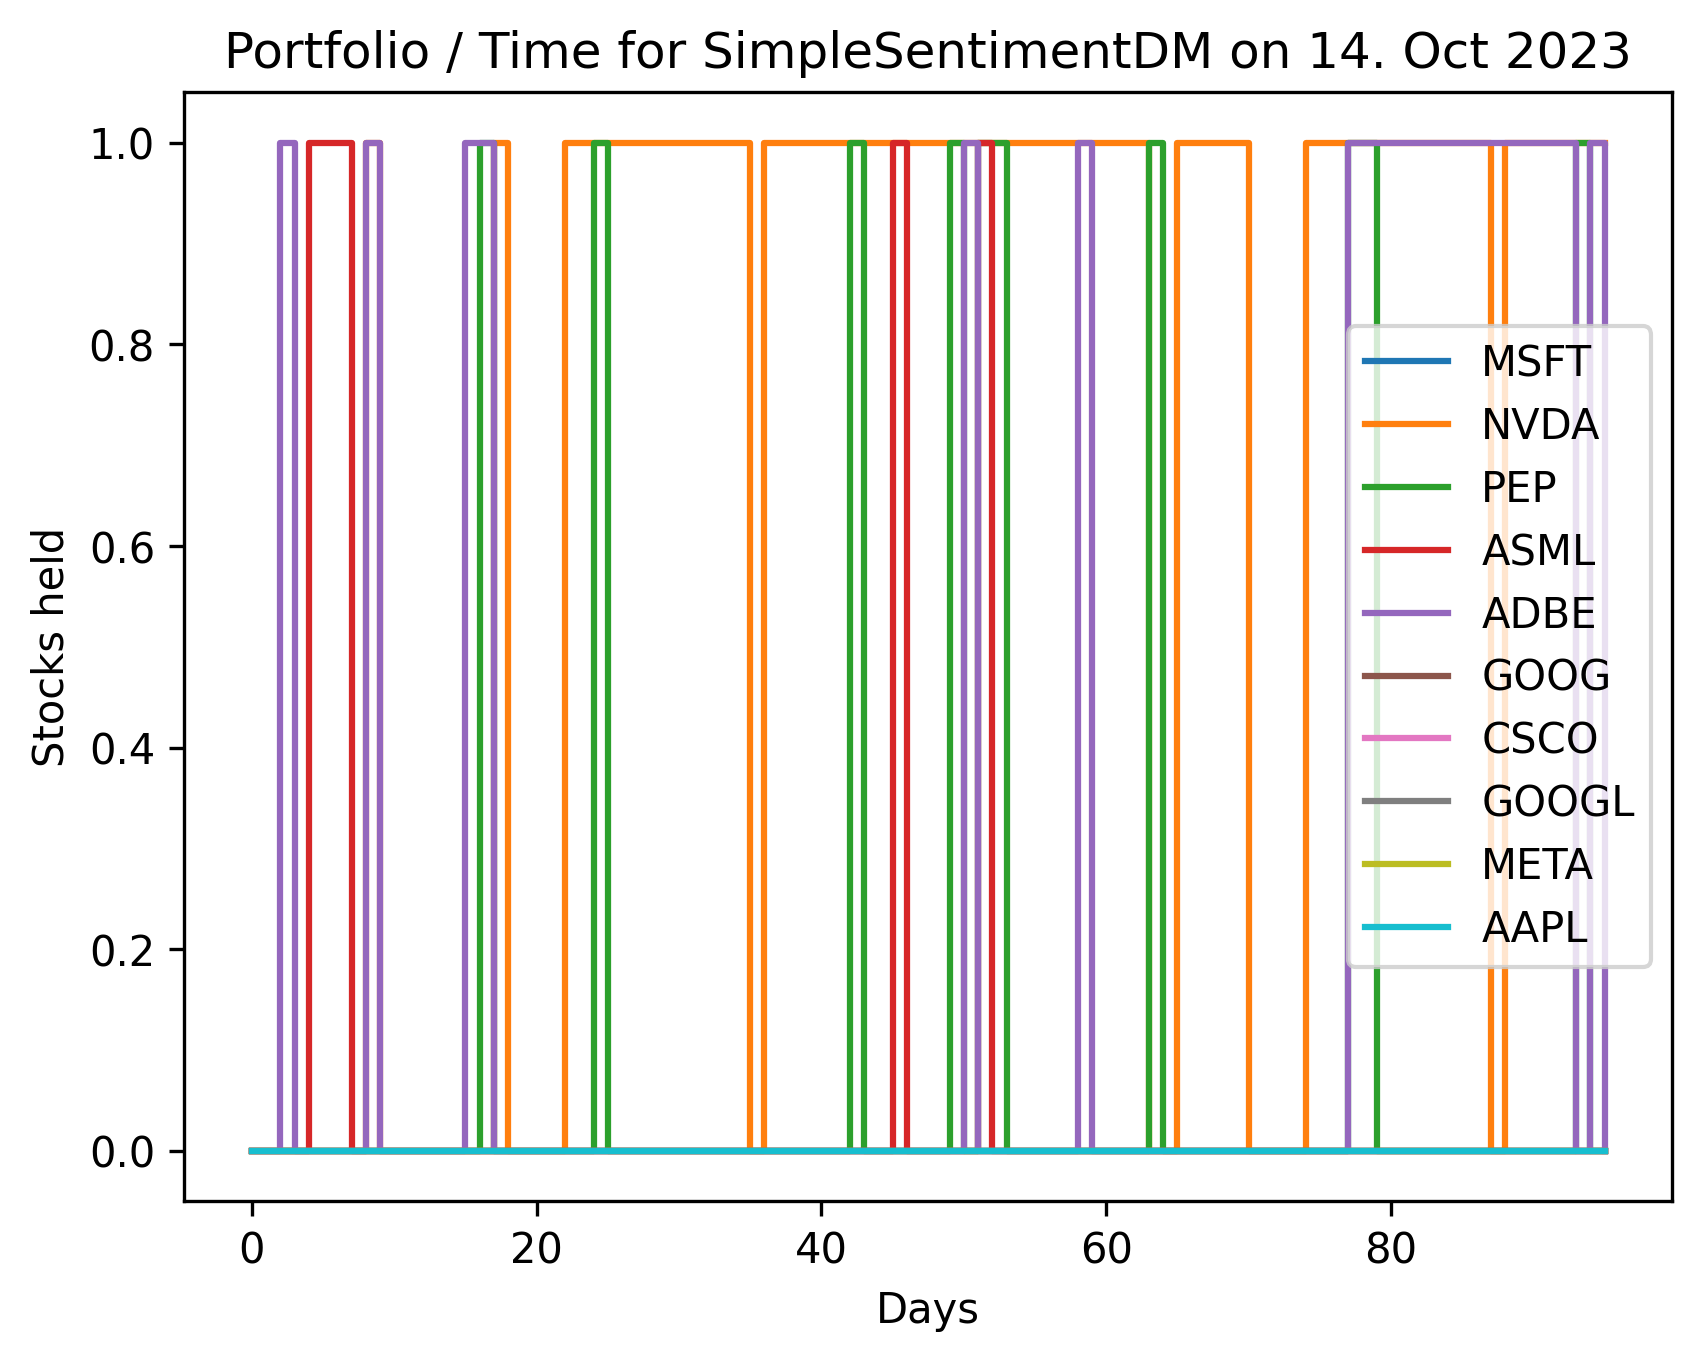 Portfolio / Time for SimpleSentimentDM on 14. Oct 2023
1.0
0.8
0.6
0.4
0.2
0.0
Stocks held
MSFT
NVDA
PEP
ASML
ADBE
GOOG
CSCO
GOOGL
META
AAPL
0 20 40 60 80
Days